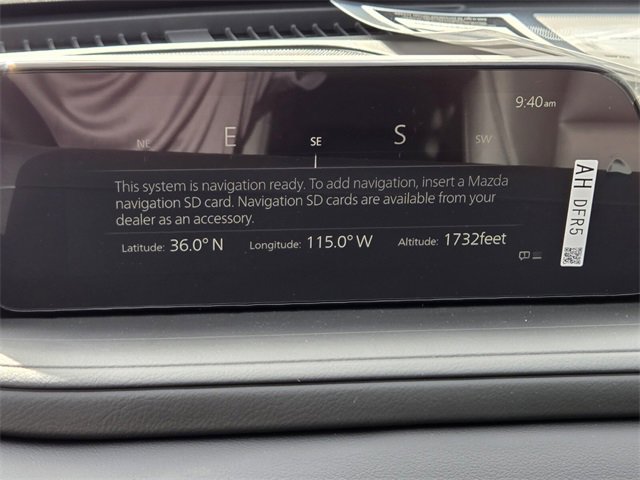 9:40am
NE E SE S SW
This system is navigation ready. To add navigation, insert a Mazda
navigation SD card. Navigation SD cards are available from your
dealer as an accessory.
Latitude: 36.0° N Longitude: 115.0° W Altitude: 1732feet
AH DFR5